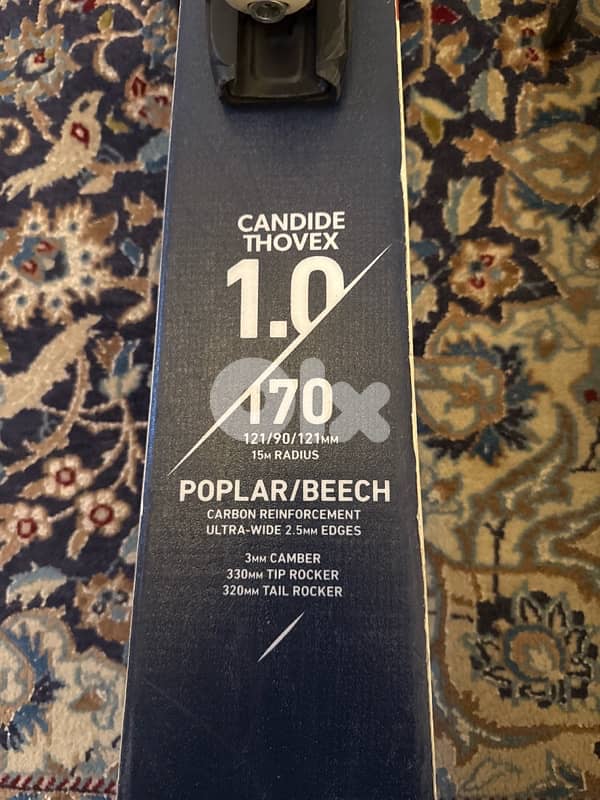 CANDIDE
THOVEX
1.0
170
olx
121/90/121MM
15M RADIUS
POPLAR/BEECH
CARBON REINFORCEMENT
ULTRA-WIDE 2.5MM EDGES
3MM CAMBER
330MM TIP ROCKER
320MM TAIL ROCKER